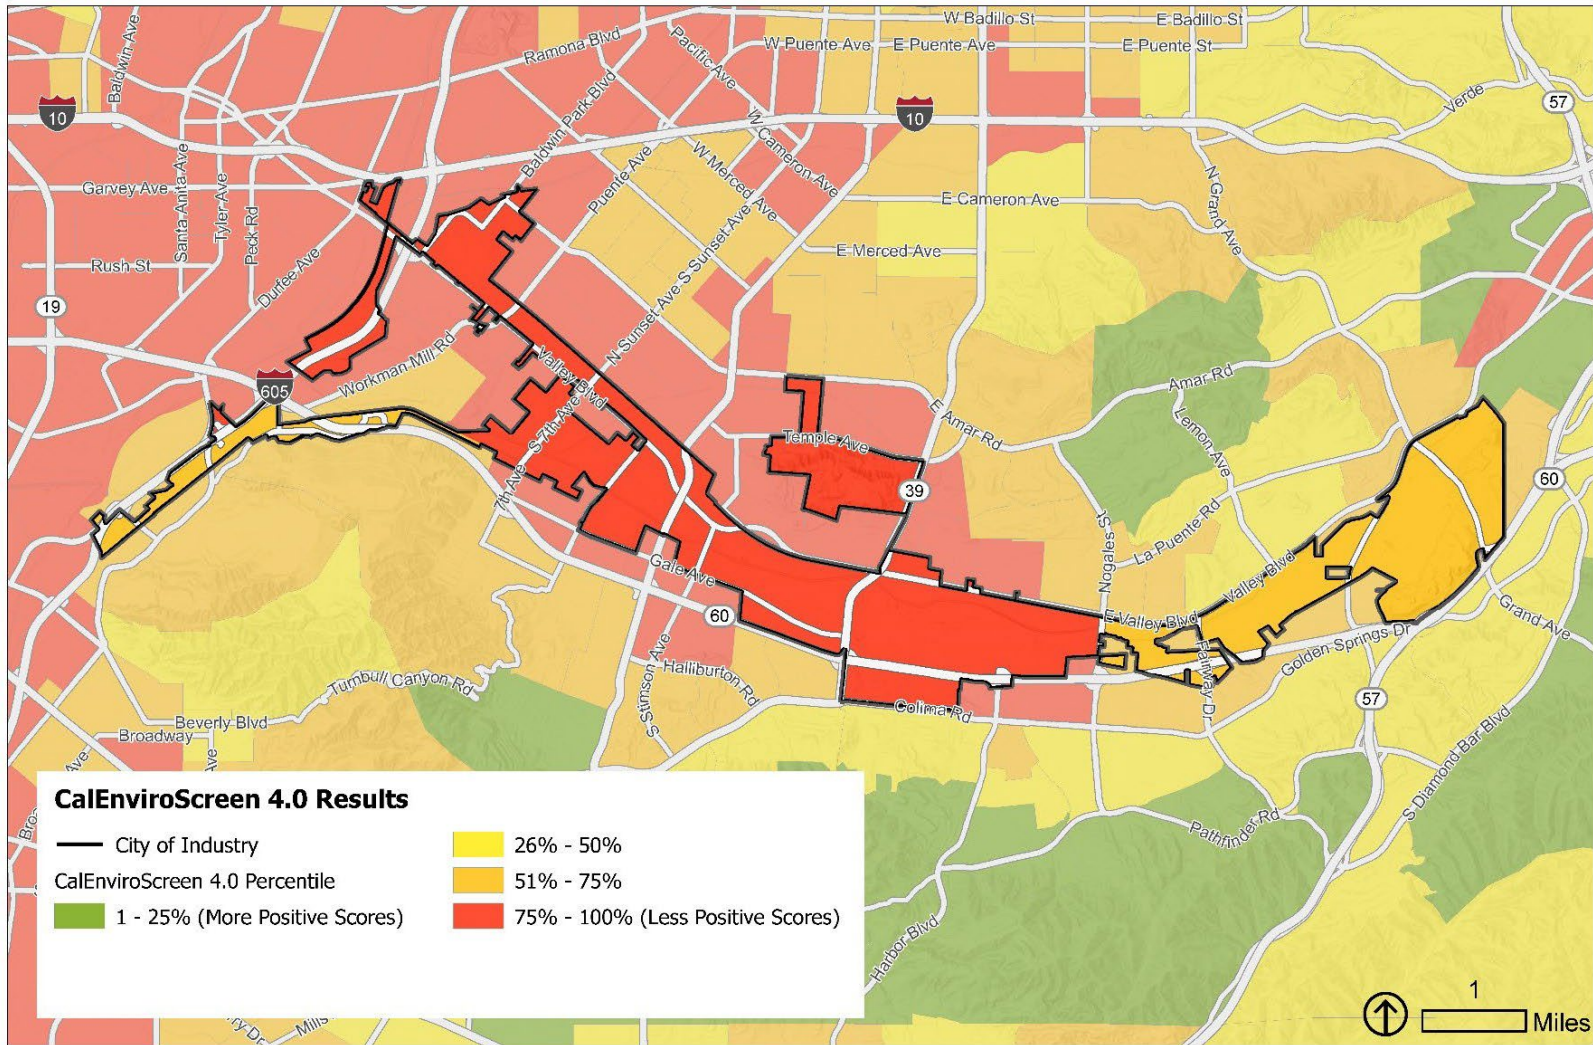 W Badillo St
E Badillo St
Baldwin Ave
Ramona Blvd
Pacific Ave
W Puente Ave
E Puente Ave
E Puente St
10
10
57
Verde
Baldwin Park Blvd
W Cameron Ave
Puente Ave
W Merced Ave
Garvey Ave
Santa Anita Ave
Tyler Ave
Peck Rd
E Cameron Ave
N Grand Ave
Rush St
Durfee Ave
E Merced Ave
N Sunset Ave
S Sunset Ave
19
Workman Mill Rd
Valley Blvd
605
Amar Rd
E Amar Rd
Lemon Ave
S 7th Ave
7th Ave
Temple Ave
39
60
Nogales St
La Puente Rd
Valley Blvd
Gale Ave
60
E Valley Blvd
Grand Ave
Golden Springs Dr
Fairway Dr
Halliburton Rd
S Stimson Ave
Turnbull Canyon Rd
Colima Rd
57
Beverly Blvd
Broadway
S Diamond Bar Blvd
Pathfinder Rd
Harbor Blvd
CalEnviroScreen 4.0 Results
City of Industry
CalEnviroScreen 4.0 Percentile
1 - 25% (More Positive Scores)
26% - 50%
51% - 75%
75% - 100% (Less Positive Scores)
1
Miles